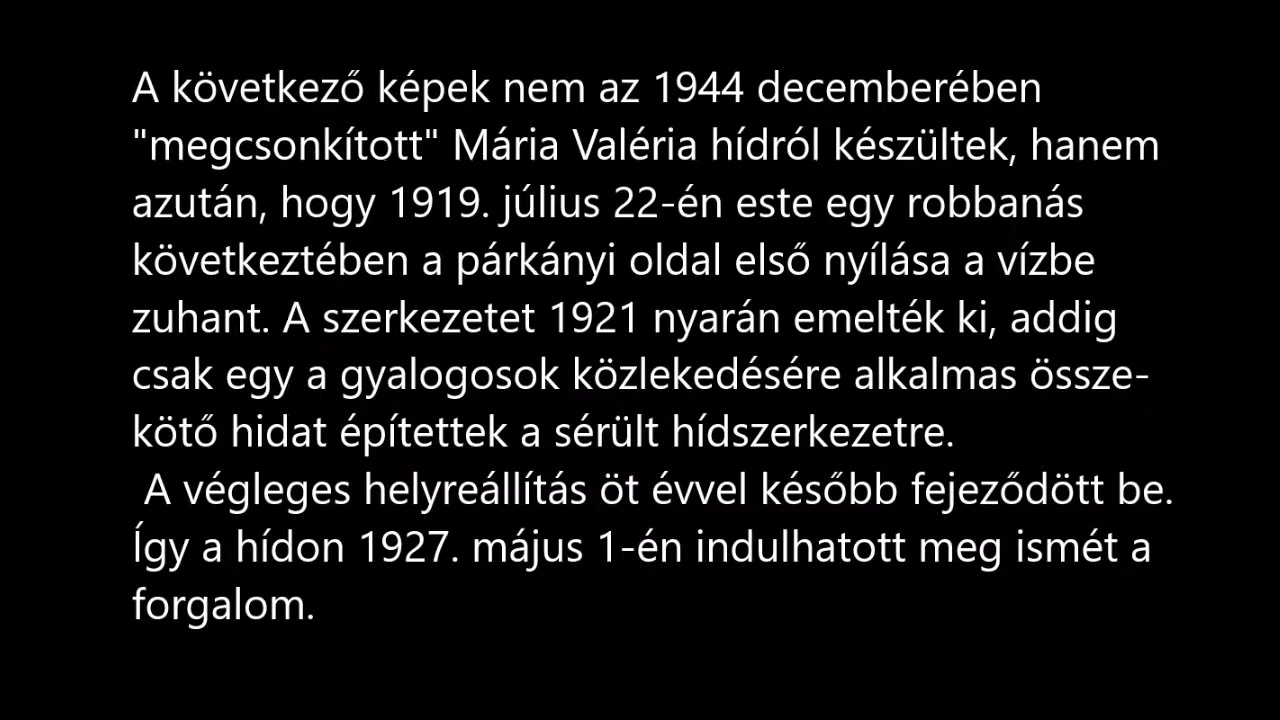 A következő képek nem az 1944 decemberében
"megcsonkított" Mária Valéria hídról készültek, hanem
azután, hogy 1919. július 22-én este egy robbanás
következtében a párkányi oldal első nyílása a vízbe
zuhant. A szerkezetet 1921 nyarán emelték ki, addig
csak egy a gyalogosok közlekedésére alkalmas össze-
kötő hidat építettek a sérült hídszerkezetre.
A végleges helyreállítás öt évvel később fejeződött be.
Így a hídon 1927. május 1-én indulhatott meg ismét a
forgalom.